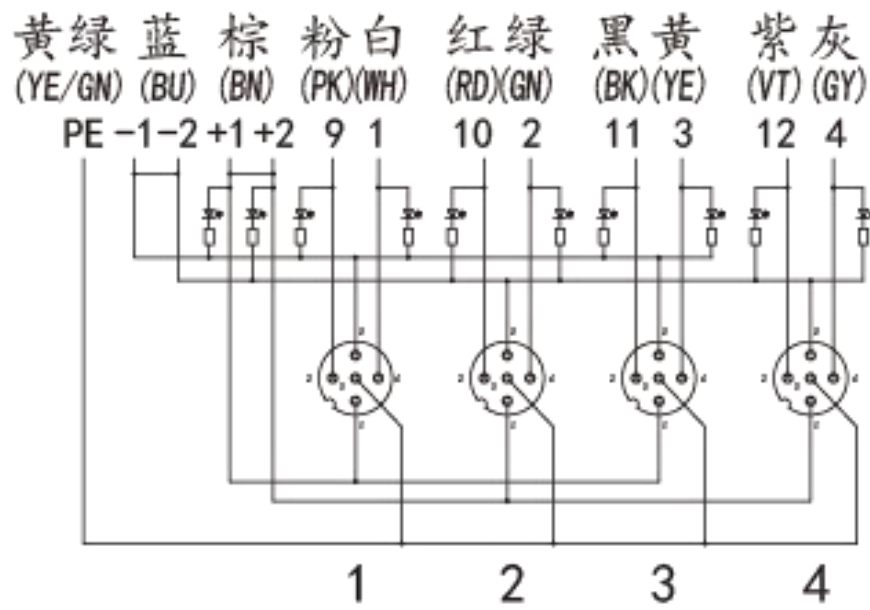 黄绿 蓝 棕 粉白 红绿 黑黄 紫灰
(YE/GN) (BU) (BN) (PK)(WH) (RD)(GN) (BK)(YE) (VT)(GY)
PE -1-2 +1+2 9 1 10 2 11 3 12 4
1 2 3 4